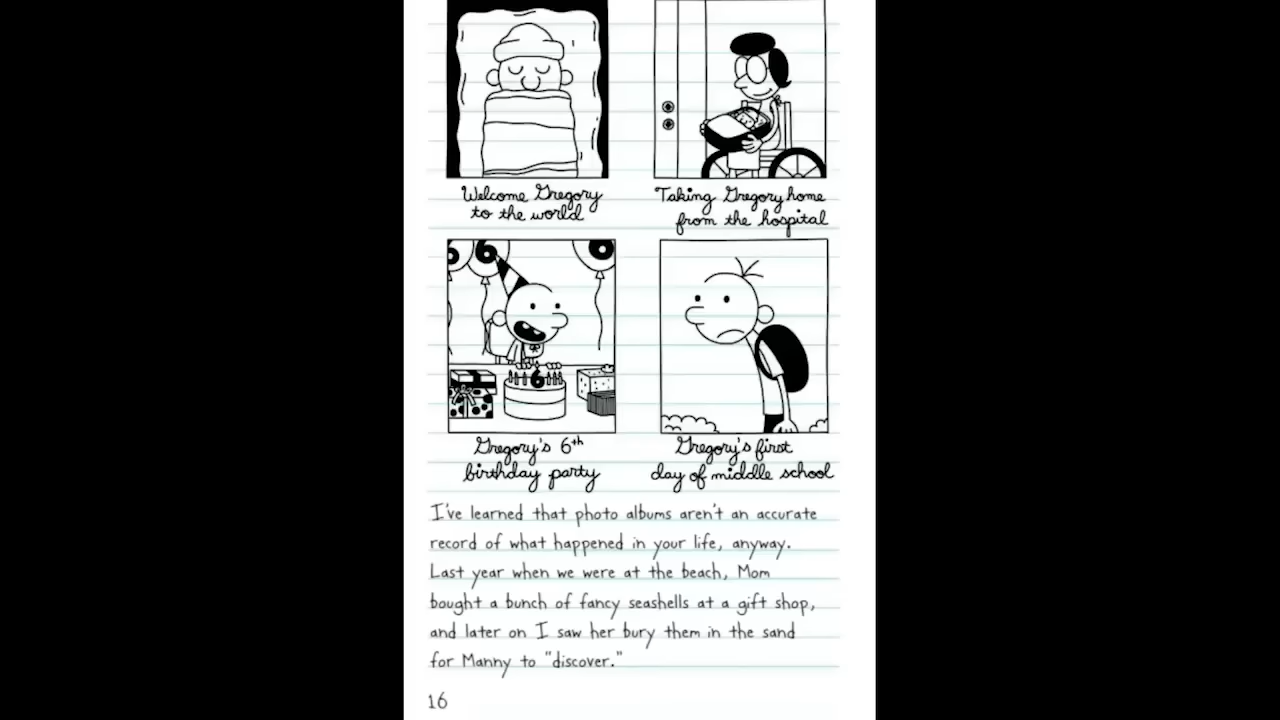 Welcome Gregory
to the world
Taking Gregory home
from the hospital
6
6
6
6
Gregory's 6th
birthday party
Gregory's first
day of middle school
I've learned that photo albums aren't an accurate
record of what happened in your life, anyway.
Last year when we were at the beach, Mom
bought a bunch of fancy seashells at a gift shop,
and later on I saw her bury them in the sand
for Manny to "discover."
16